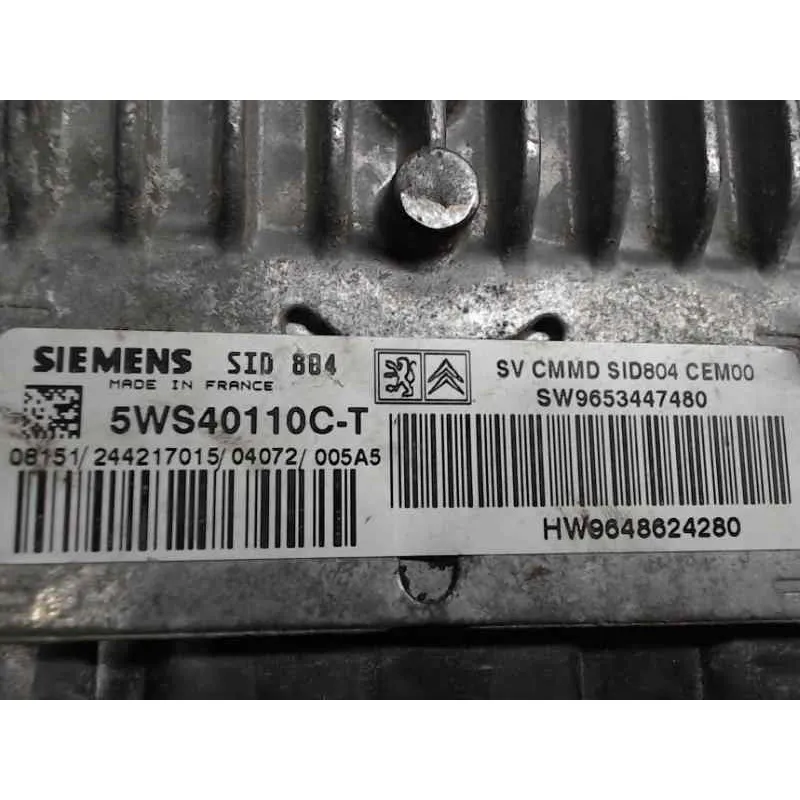 SIEMENS SID 804
MADE IN FRANCE
5WS40110C-T
08151/244217015/04072/005A5
SV CMMD SID804 CEM00
SW9653447480
HW9648624280